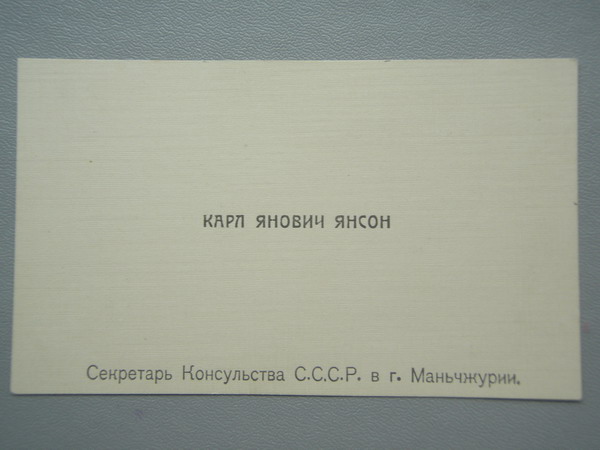 КАРЛ ЯНОВИЧ ЯНСОН
Секретарь Консульства С.С.С.Р. в г. Маньчжурии.